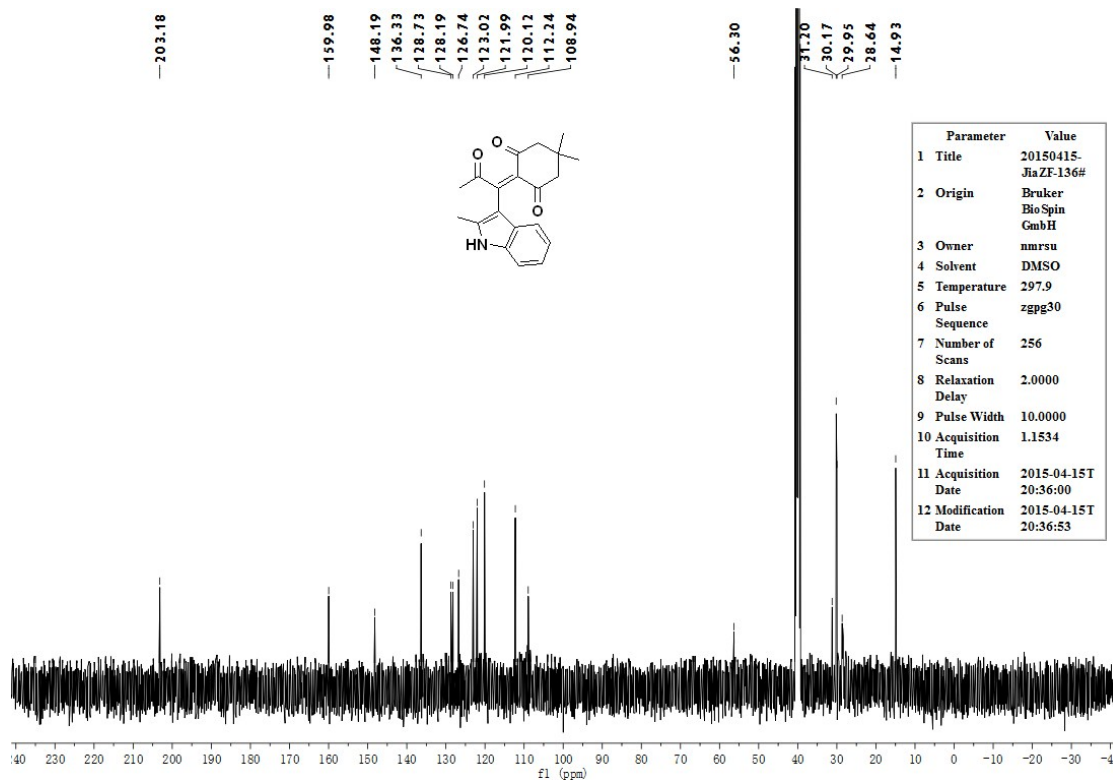 203.18
159.98
148.19
136.33
128.73
128.19
126.74
123.02
121.99
120.12
112.24
108.94
56.30
31.20
30.17
29.95
28.64
14.93
O
O
O
HN
Parameter Value
1 Title 20150415-
JiaZF-136#
2 Origin Bruker
BioSpin
GmbH
3 Owner nmrsu
4 Solvent DMSO
5 Temperature 297.9
6 Pulse zgpg30
Sequence
7 Number of 256
Scans
8 Relaxation 2.0000
Delay
9 Pulse Width 10.0000
10 Acquisition 1.1534
Time
11 Acquisition 2015-04-15T
Date 20:36:00
12 Modification 2015-04-15T
Date 20:36:53
240 230 220 210 200 190 180 170 160 150 140 130 120 110 100 90 80 70 60 50 40 30 20 10 0 -10 -20 -30 -4
f1 (ppm)